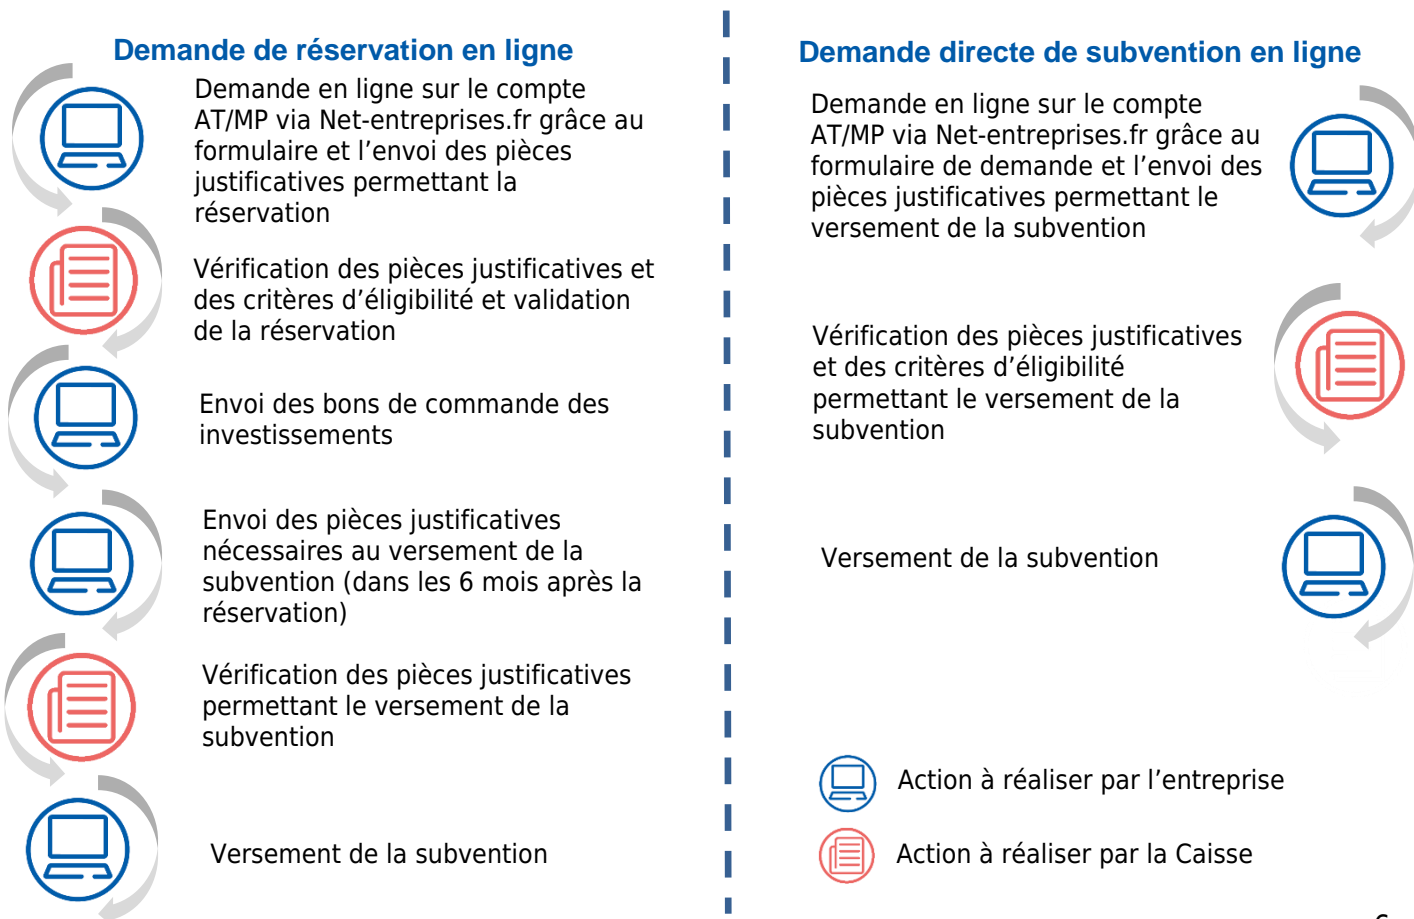 Demande de réservation en ligne
Demande en ligne sur le compte
AT/MP via Net-entreprises.fr grâce au
formulaire et l’envoi des pièces
justificatives permettant la
réservation
Vérification des pièces justificatives et
des critères d’éligibilité et validation
de la réservation
Envoi des bons de commande des
investissements
Envoi des pièces justificatives
nécessaires au versement de la
subvention (dans les 6 mois après la
réservation)
Vérification des pièces justificatives
permettant le versement de la
subvention
Versement de la subvention
Demande directe de subvention en ligne
Demande en ligne sur le compte
AT/MP via Net-entreprises.fr grâce au
formulaire de demande et l’envoi des
pièces justificatives permettant le
versement de la subvention
Vérification des pièces justificatives
et des critères d’éligibilité
permettant le versement de la
subvention
Versement de la subvention
Action à réaliser par l’entreprise
Action à réaliser par la Caisse